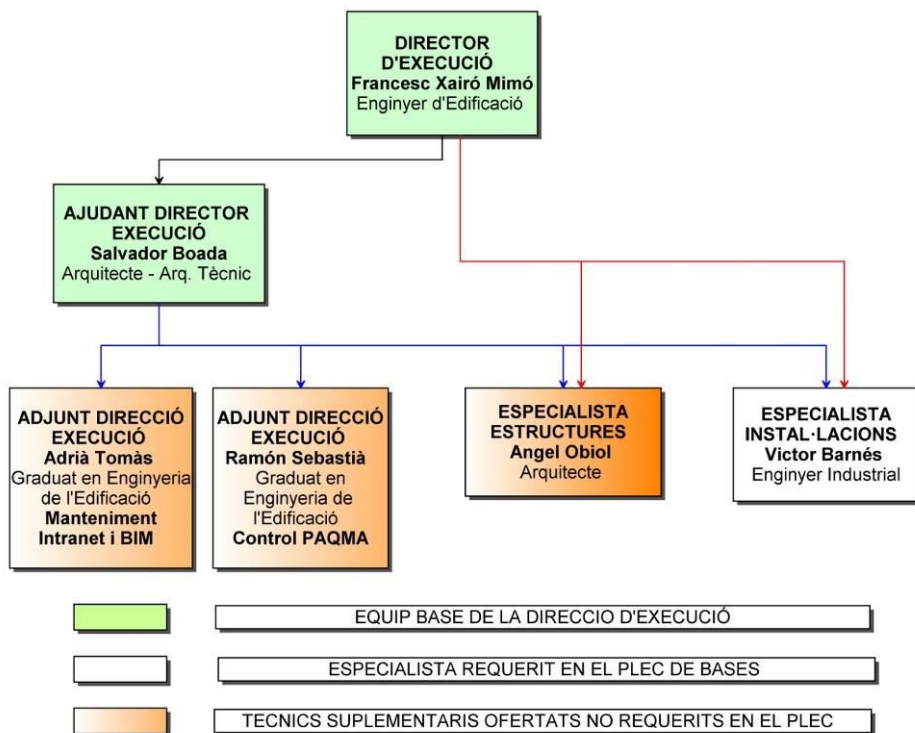 DIRECTOR
D'EXECUCIÓ
Francesc Xairó Mimó
Enginyer d'Edificació
AJUDANT DIRECTOR
EXECUCIÓ
Salvador Boada
Arquitecte - Arq. Tècnic
ADJUNT DIRECCIÓ
EXECUCIÓ
Adrià Tomàs
Graduat en Enginyeria
de l'Edificació
Manteniment
Intranet i BIM
ADJUNT DIRECCIÓ
EXECUCIÓ
Ramón Sebastià
Graduat en
Enginyeria de
l'Edificació
Control PAQMA
ESPECIALISTA
ESTRUCTURES
Angel Obiol
Arquitecte
ESPECIALISTA
INSTAL·LACIONS
Victor Barnés
Enginyer Industrial
EQUIP BASE DE LA DIRECCIO D'EXECUCIÓ
ESPECIALISTA REQUERIT EN EL PLEC DE BASES
TECNICS SUPLEMENTARIS OFERTATS NO REQUERITS EN EL PLEC